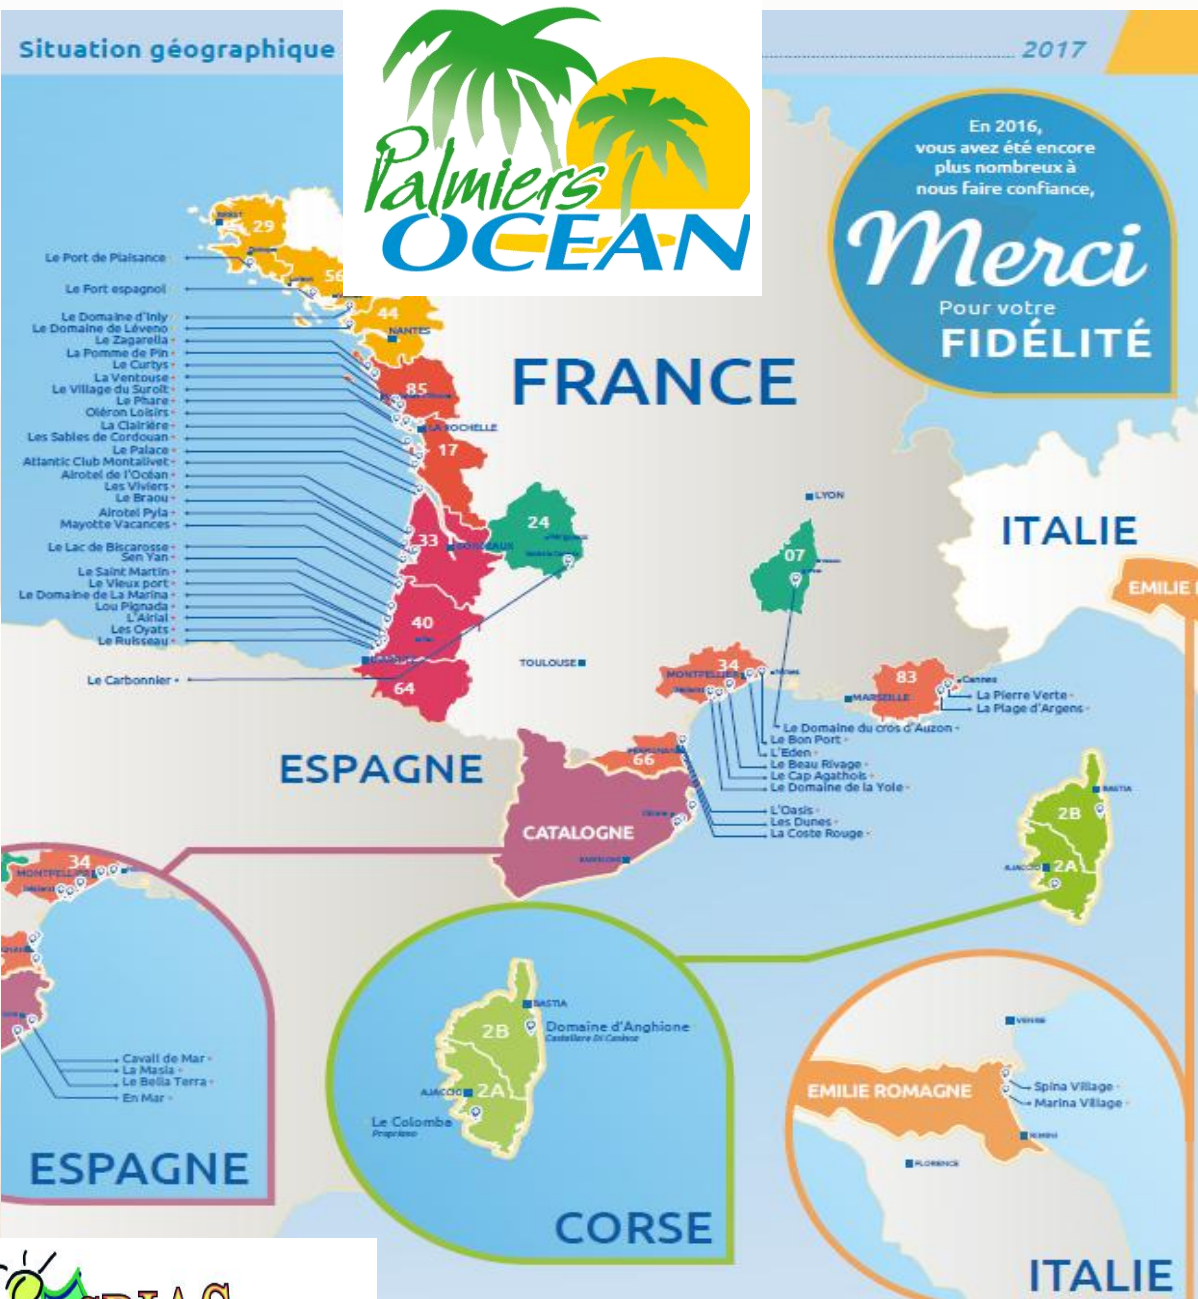 Situation géographique
2017
Palmiers
OCEAN
En 2016,
vous avez été encore
plus nombreux à
nous faire confiance,
Merci
Pour votre
FIDÉLITÉ
BREST
29
56
44
NANTES
85
LA ROCHELLE
17
33
BORDEAUX
24
40
64
Le Port de Plaisance
Le Fort espagnol
Le Domaine d'Inly
Le Domaine de Léveno
Le Zagarella
La Pomme de Pin
Le Curtys
La Ventouse
Le Village du Suroît
Le Phare
Oléron Loisirs
La Clairière
Les Sables de Cordouan
Le Palace
Atlantic Club Montalivet
Airotel de l'Océan
Les Viviers
Le Braou
Airotel Pyla
Mayotte Vacances
Le Lac de Biscarosse
Sen Yan
Le Saint Martin
Le Vieux port
Le Domaine de La Marina
Lou Pignada
L'Airial
Les Oyats
Le Ruisseau
Le Carbonnier
FRANCE
LYON
07
ITALIE
EMILIE
TOULOUSE
MONTPELLIER
34
Nîmes
83
Cannes
MARSEILLE
La Pierre Verte
La Plage d'Argens
Le Domaine du cros d'Auzon
Le Bon Port
L'Eden
Le Beau Rivage
Le Cap Agathois
Le Domaine de la Yole
L'Oasis
Les Dunes
La Coste Rouge
ESPAGNE
PERPIGNAN
66
CATALOGNE
BARCELONE
BASTIA
2B
AJACCIO
2A
34
MONTPELLIER
Cavall de Mar
La Masia
Le Bella Terra
En Mar
ESPAGNE
BASTIA
2B
Domaine d'Anghione
Castellare Di Casinca
AJACCIO
2A
Le Colomba
Propriano
CORSE
VENISE
EMILIE ROMAGNE
Spina Village
Marina Village
RIMINI
FLORENCE
ITALIE